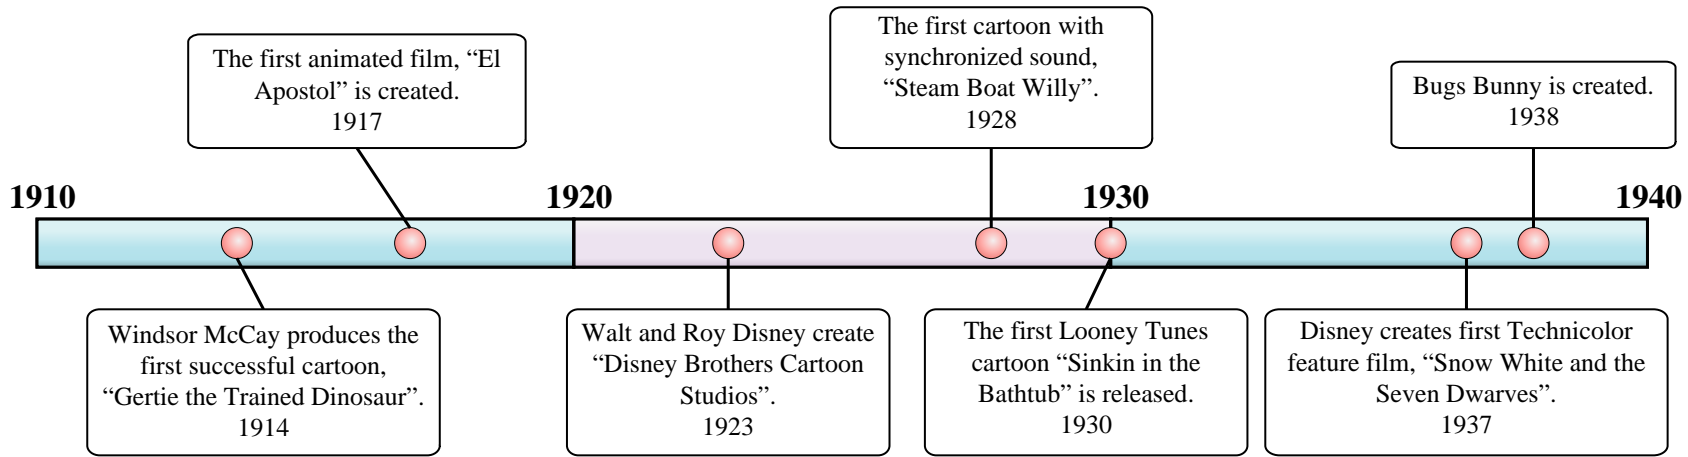 The first animated film, “El
Apostol” is created.
1917
The first cartoon with
synchronized sound,
“Steam Boat Willy”.
1928
Bugs Bunny is created.
1938
1910
1920
1930
1940
Windsor McCay produces the
first successful cartoon,
“Gertie the Trained Dinosaur”.
1914
Walt and Roy Disney create
“Disney Brothers Cartoon
Studios”.
1923
The first Looney Tunes
cartoon “Sinkin in the
Bathtub” is released.
1930
Disney creates first Technicolor
feature film, “Snow White and the
Seven Dwarves”.
1937